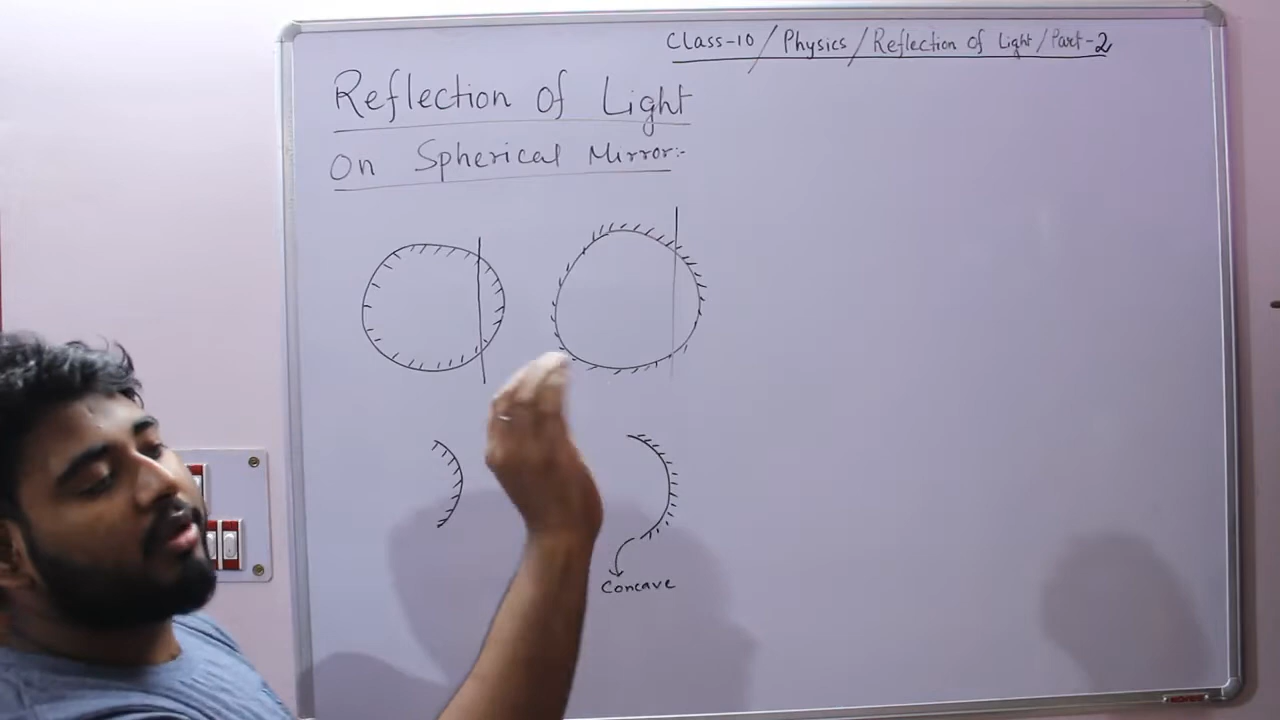 Class-10/Physics/Reflection of Light/Part-2
Reflection of Light
On Spherical Mirror:-
Concave